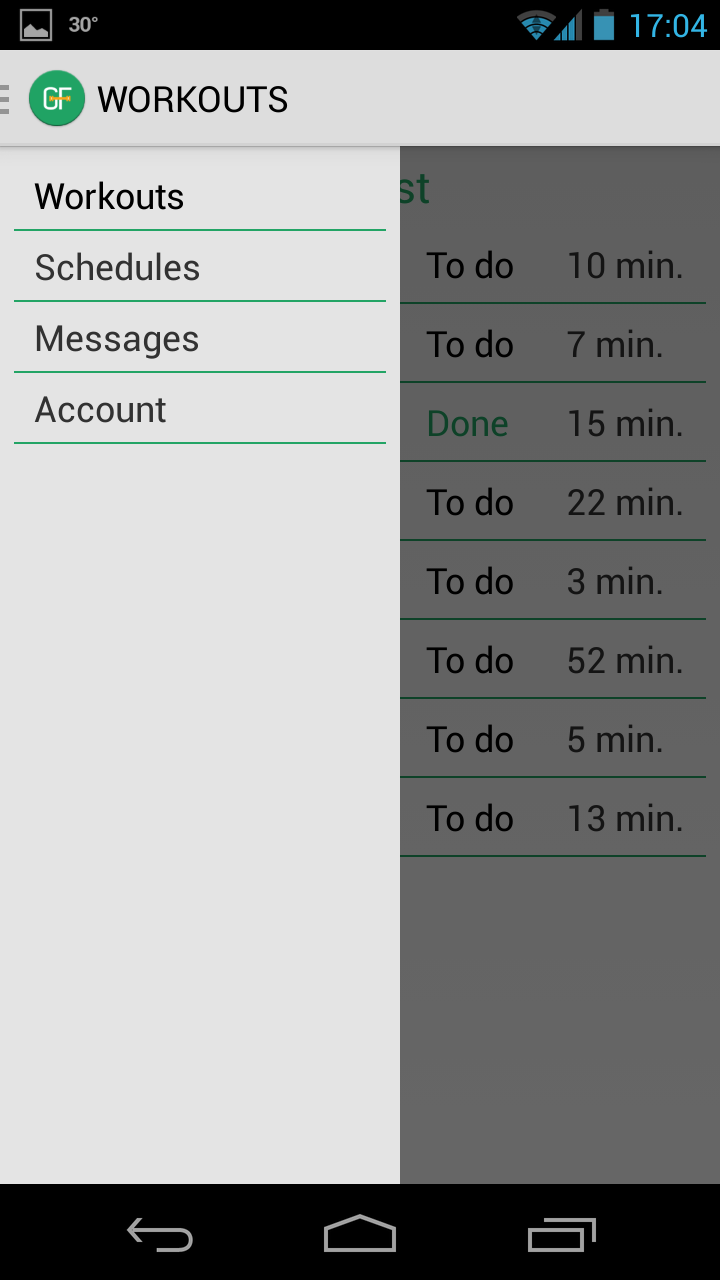 30° 17:04
GF WORKOUTS
Workouts
Schedules
Messages
Account
st
To do 10 min.
To do 7 min.
Done 15 min.
To do 22 min.
To do 3 min.
To do 52 min.
To do 5 min.
To do 13 min.